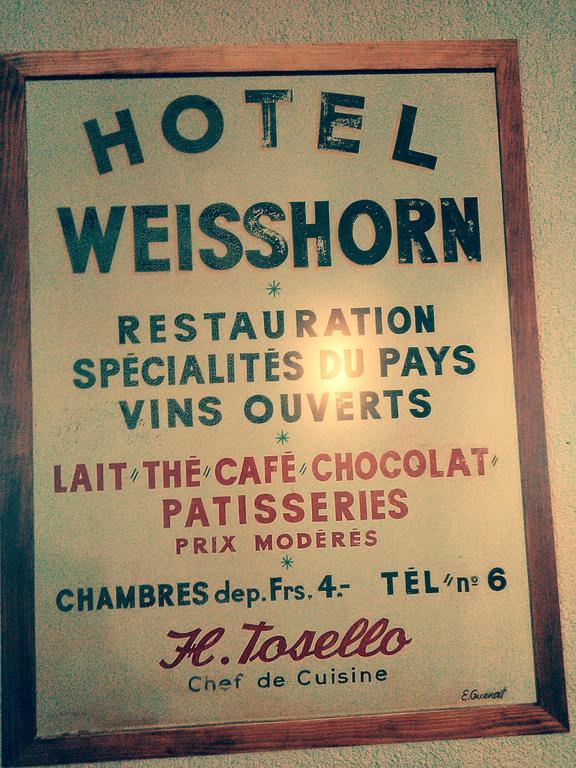 HOTEL
WEISSHORN
RESTAURATION
SPÉCIALITÉS DU PAYS
VINS OUVERTS
LAIT " THÉ " CAFÉ " CHOCOLAT "
PATISSERIES
PRIX MODÉRÉS
CHAMBRES dep. Frs. 4.- TÉL " nº 6
H. Tosello
Chef de Cuisine